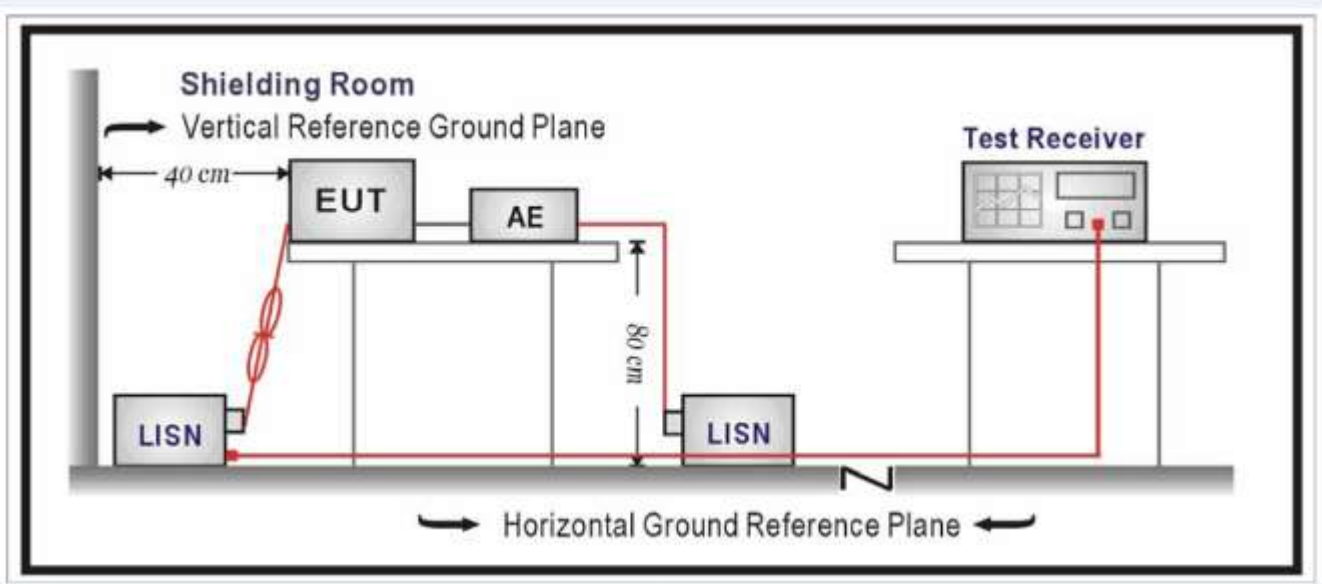 Shielding Room
Vertical Reference Ground Plane
Test Receiver
40 cm
EUT
AE
80 cm
LISN
LISN
Horizontal Ground Reference Plane